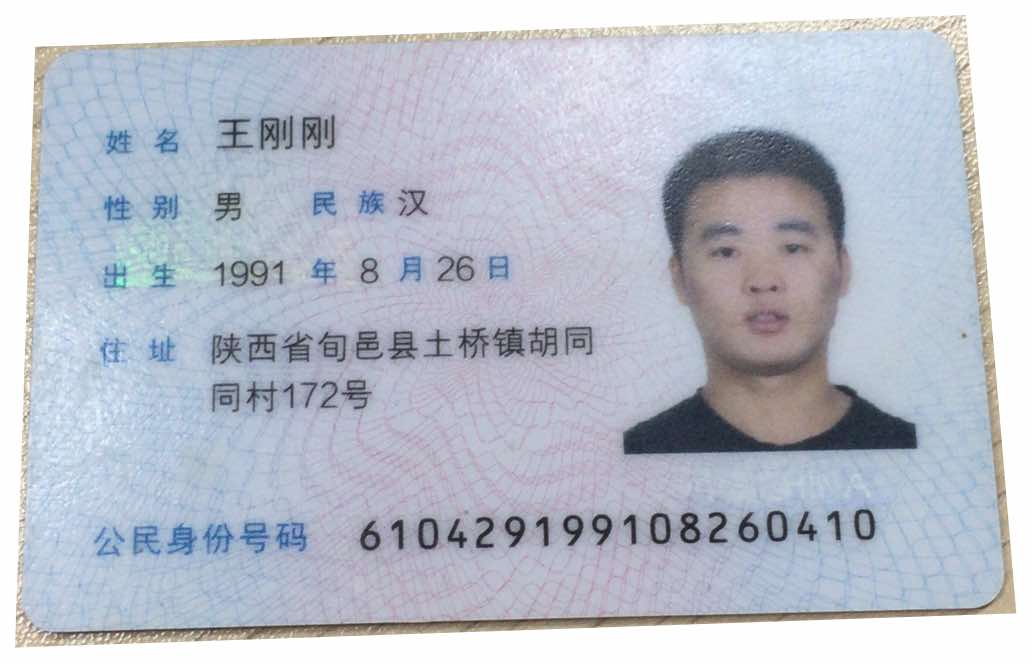 姓名 王刚刚
性别 男 民族 汉
出生 1991 年 8 月 26 日
住址 陕西省旬邑县土桥镇胡同
同村172号
公民身份号码 610429199108260410